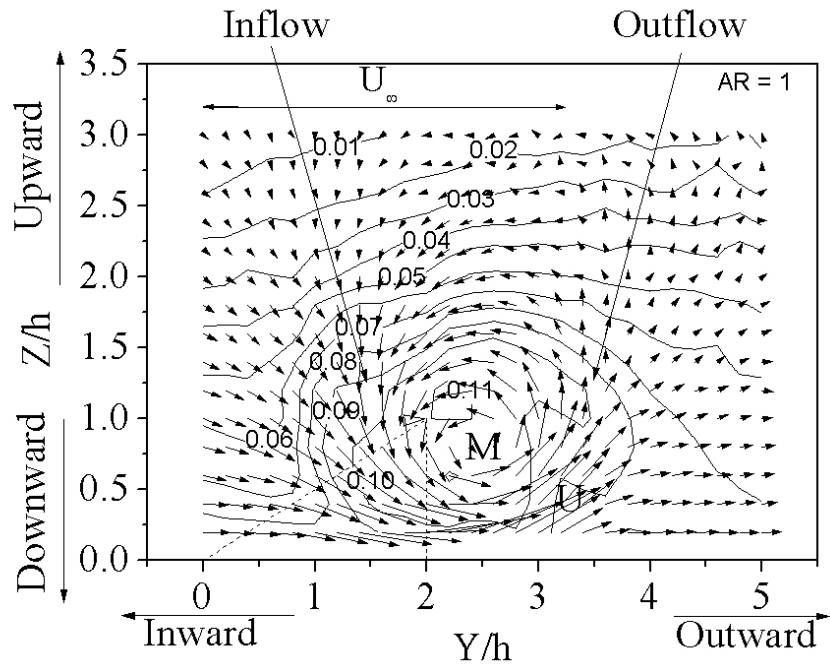 Inflow Outflow
U∞
AR = 1
3.5
3.0
2.5
2.0
1.5
1.0
0.5
0.0
Upward
Z/h
Downward
0.01
0.02
0.03
0.04
0.05
0.07
0.08
0.11
0.09
0.06
M
0.10
U
0 1 2 3 4 5
Inward Y/h Outward